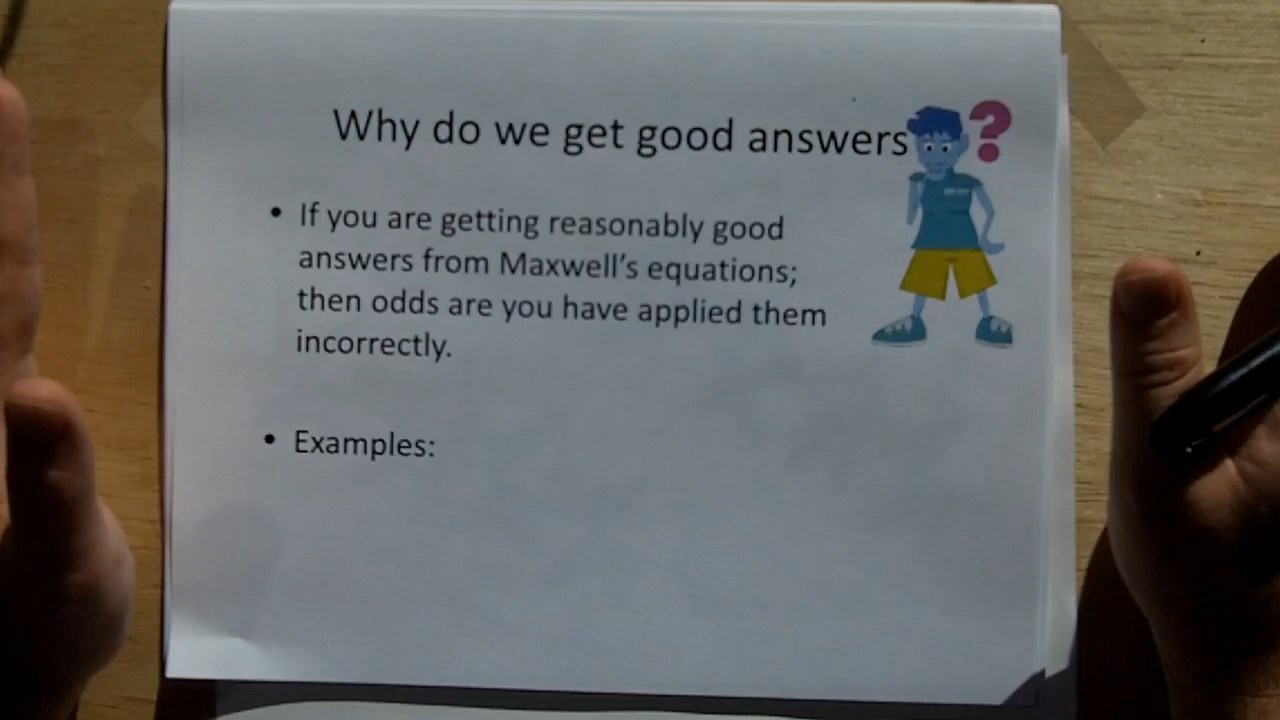 Why do we get good answers
• If you are getting reasonably good
answers from Maxwell’s equations;
then odds are you have applied them
incorrectly.
• Examples: